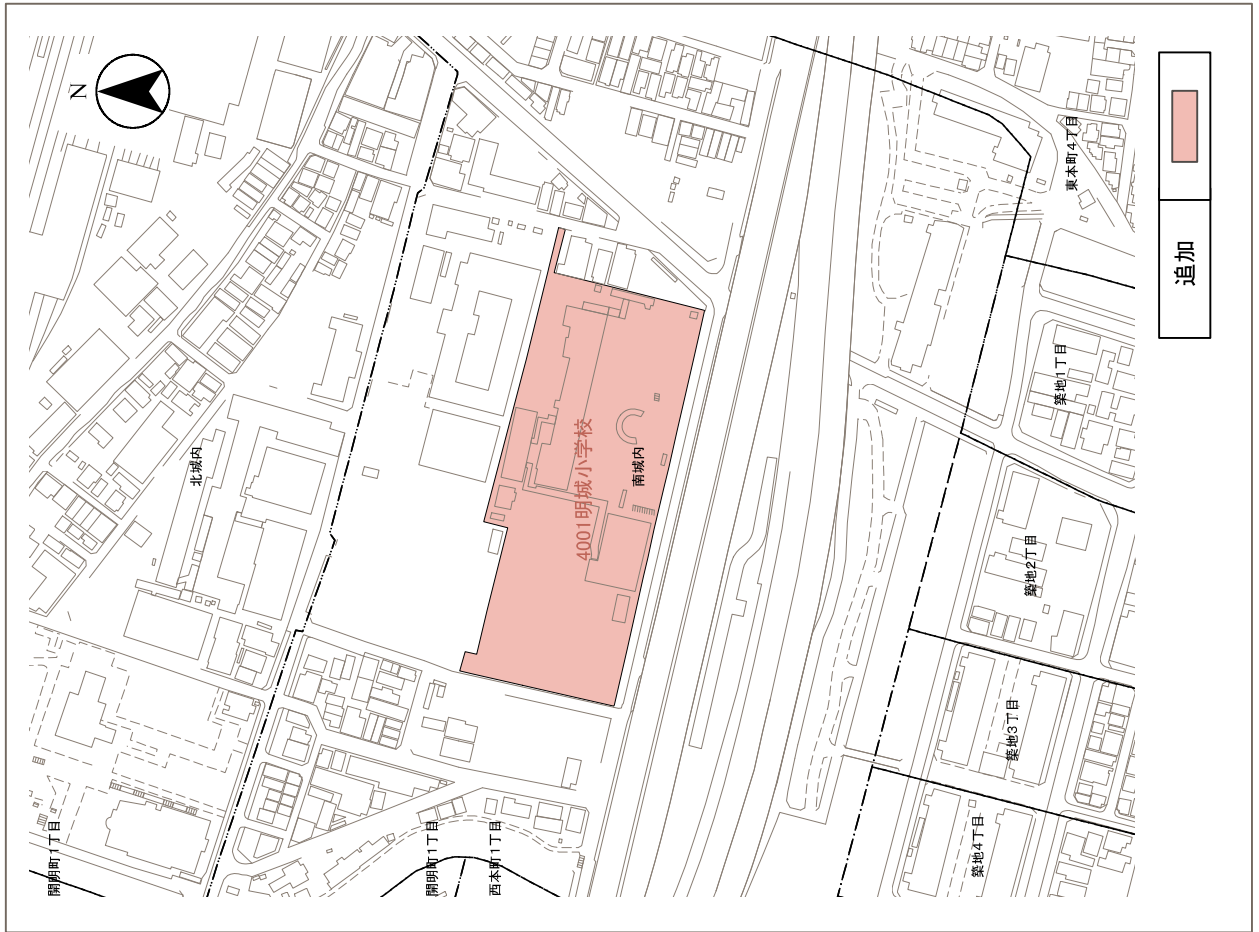 N
北城内
4001明城小学校
南城内
東本町4丁目
築地1丁目
築地2丁目
築地3丁目
築地4丁目
開明町1丁目
開明町1丁目
西本町1丁目
追加